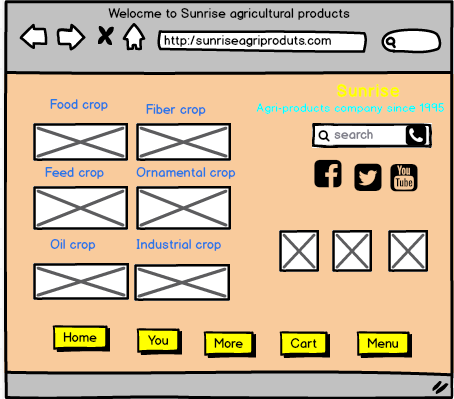 Welocme to Sunrise agricultural products
http:/sunriseagriproduts.com
Sunrise
Agri-products company since 1995
search
Food crop
Fiber crop
Feed crop
Ornamental crop
Oil crop
Industrial crop
You
Tube
Home
You
More
Cart
Menu